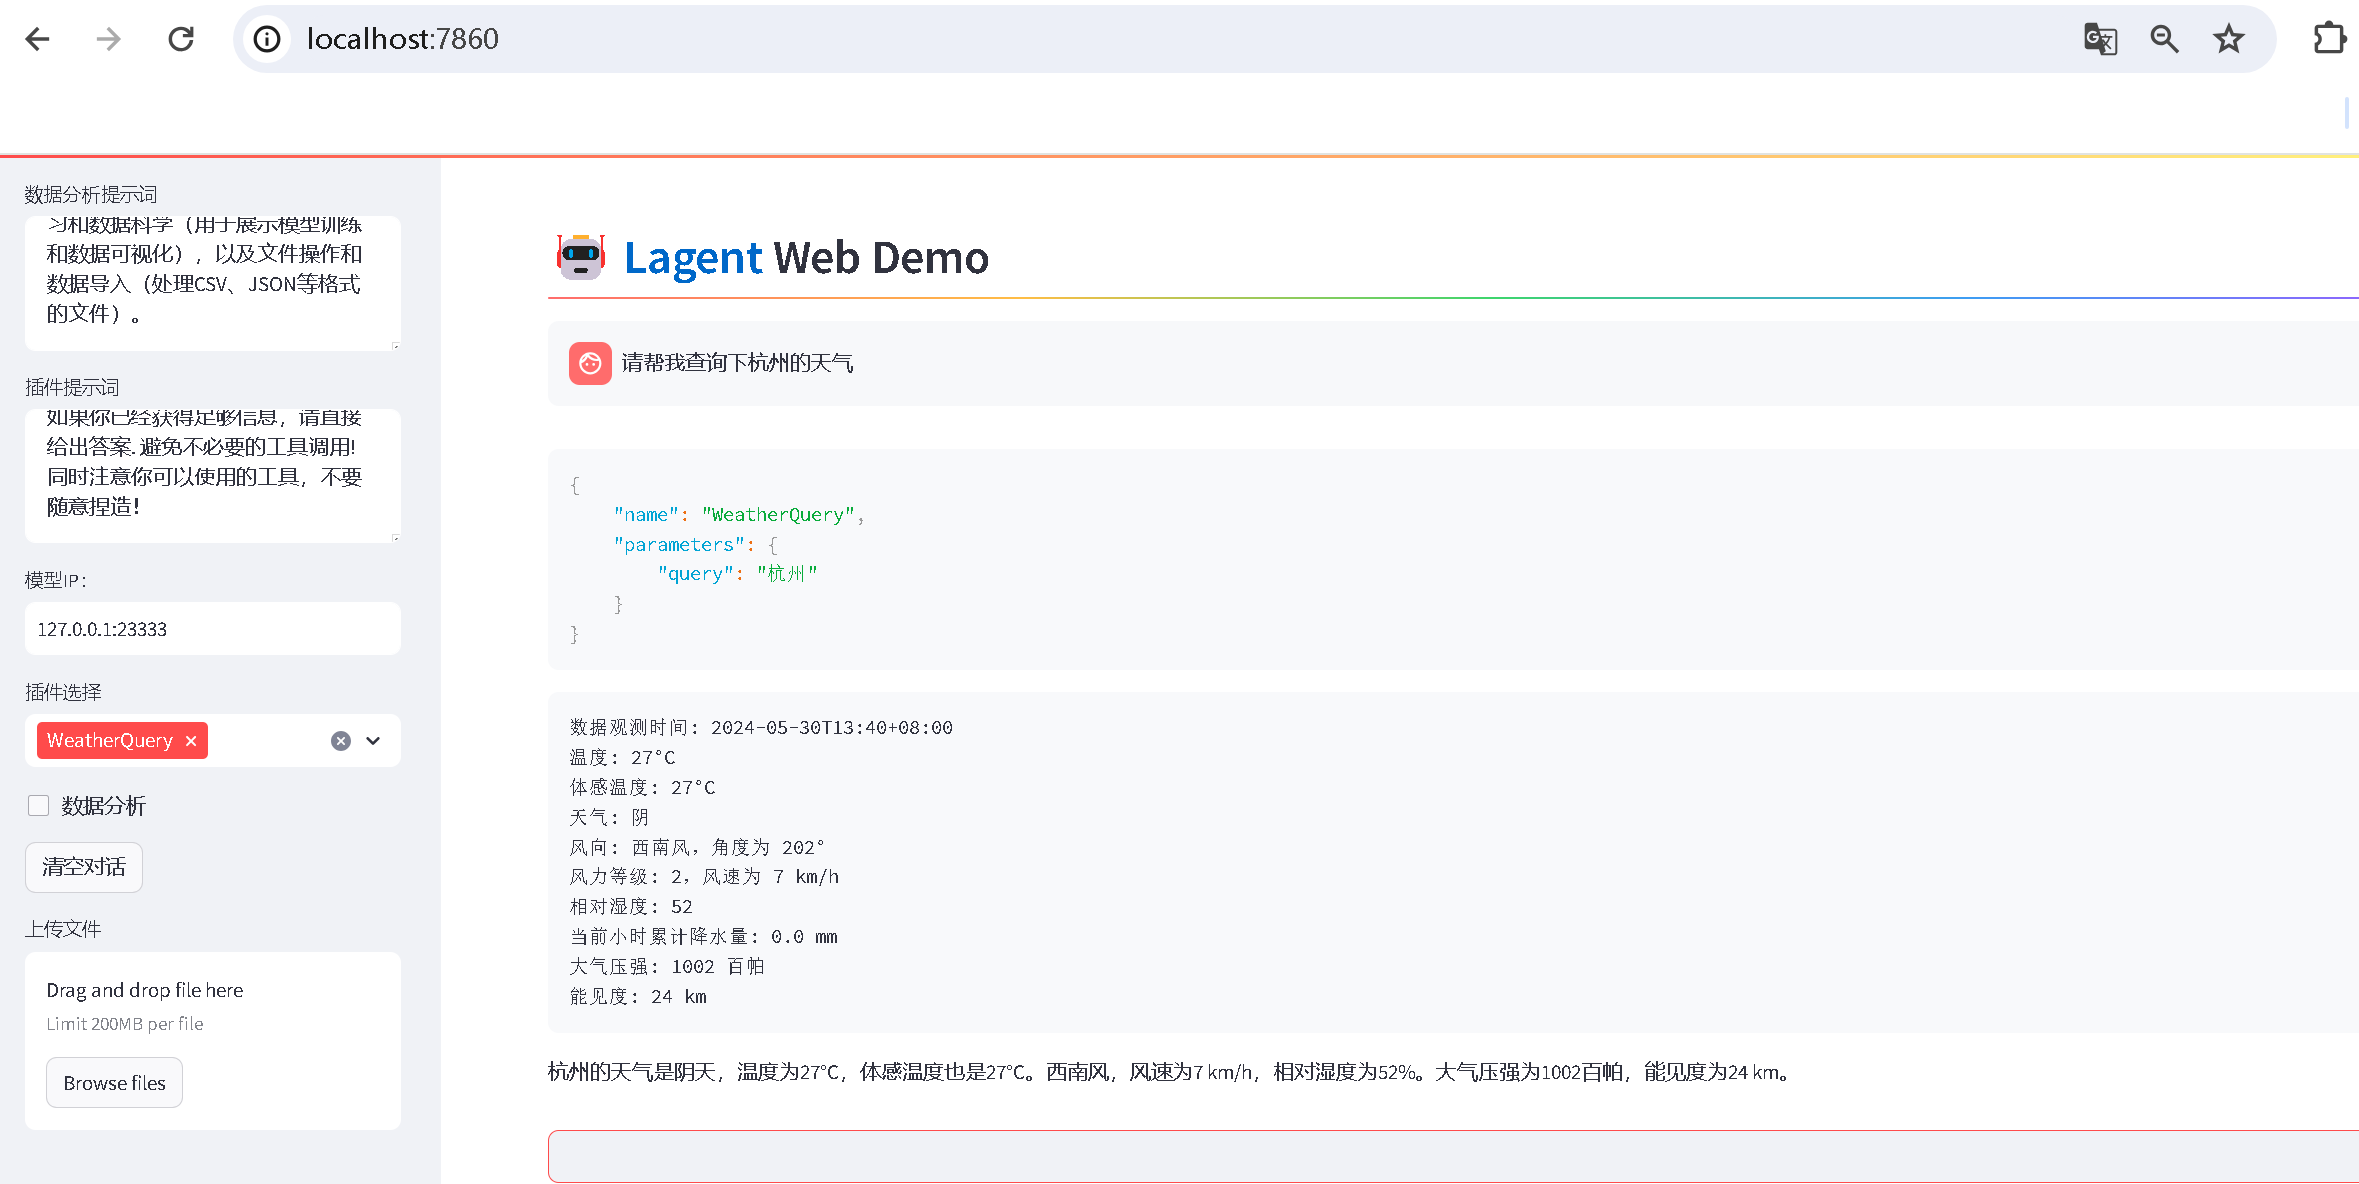 localhost:7860
数据分析提示词
习和数据科学（用于展示模型训练
和数据可视化），以及文件操作和
数据导入（处理CSV、JSON等格式
的文件）。
插件提示词
如果你已经获得足够信息，请直接
给出答案. 避免不必要的工具调用!
同时注意你可以使用的工具，不要
随意捏造！
模型IP：
127.0.0.1:23333
插件选择
WeatherQuery
数据分析
清空对话
上传文件
Drag and drop file here
Limit 200MB per file
Browse files
Lagent Web Demo
请帮我查询下杭州的天气
{
"name": "WeatherQuery",
"parameters": {
"query": "杭州"
}
}
数据观测时间: 2024-05-30T13:40+08:00
温度: 27°C
体感温度: 27°C
天气: 阴
风向: 西南风，角度为 202°
风力等级: 2，风速为 7 km/h
相对湿度: 52
当前小时累计降水量: 0.0 mm
大气压强: 1002 百帕
能见度: 24 km
杭州的天气是阴天，温度为27°C，体感温度也是27°C。西南风，风速为7 km/h，相对湿度为52%。大气压强为1002百帕，能见度为24 km。